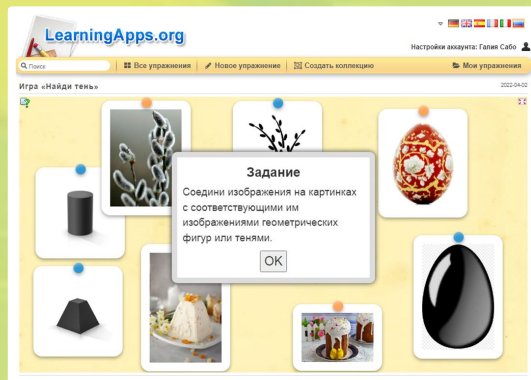 LearningApps.org
Настройки аккаунта: Галия Сабо
Поиск
Все упражнения
Новое упражнение
Создать коллекцию
Мои упражнения
Игра «Найди тень»
2022-04-02
Задание
Соедини изображения на картинках
с соответствующими им
изображениями геометрических
фигур или тенями.
OK